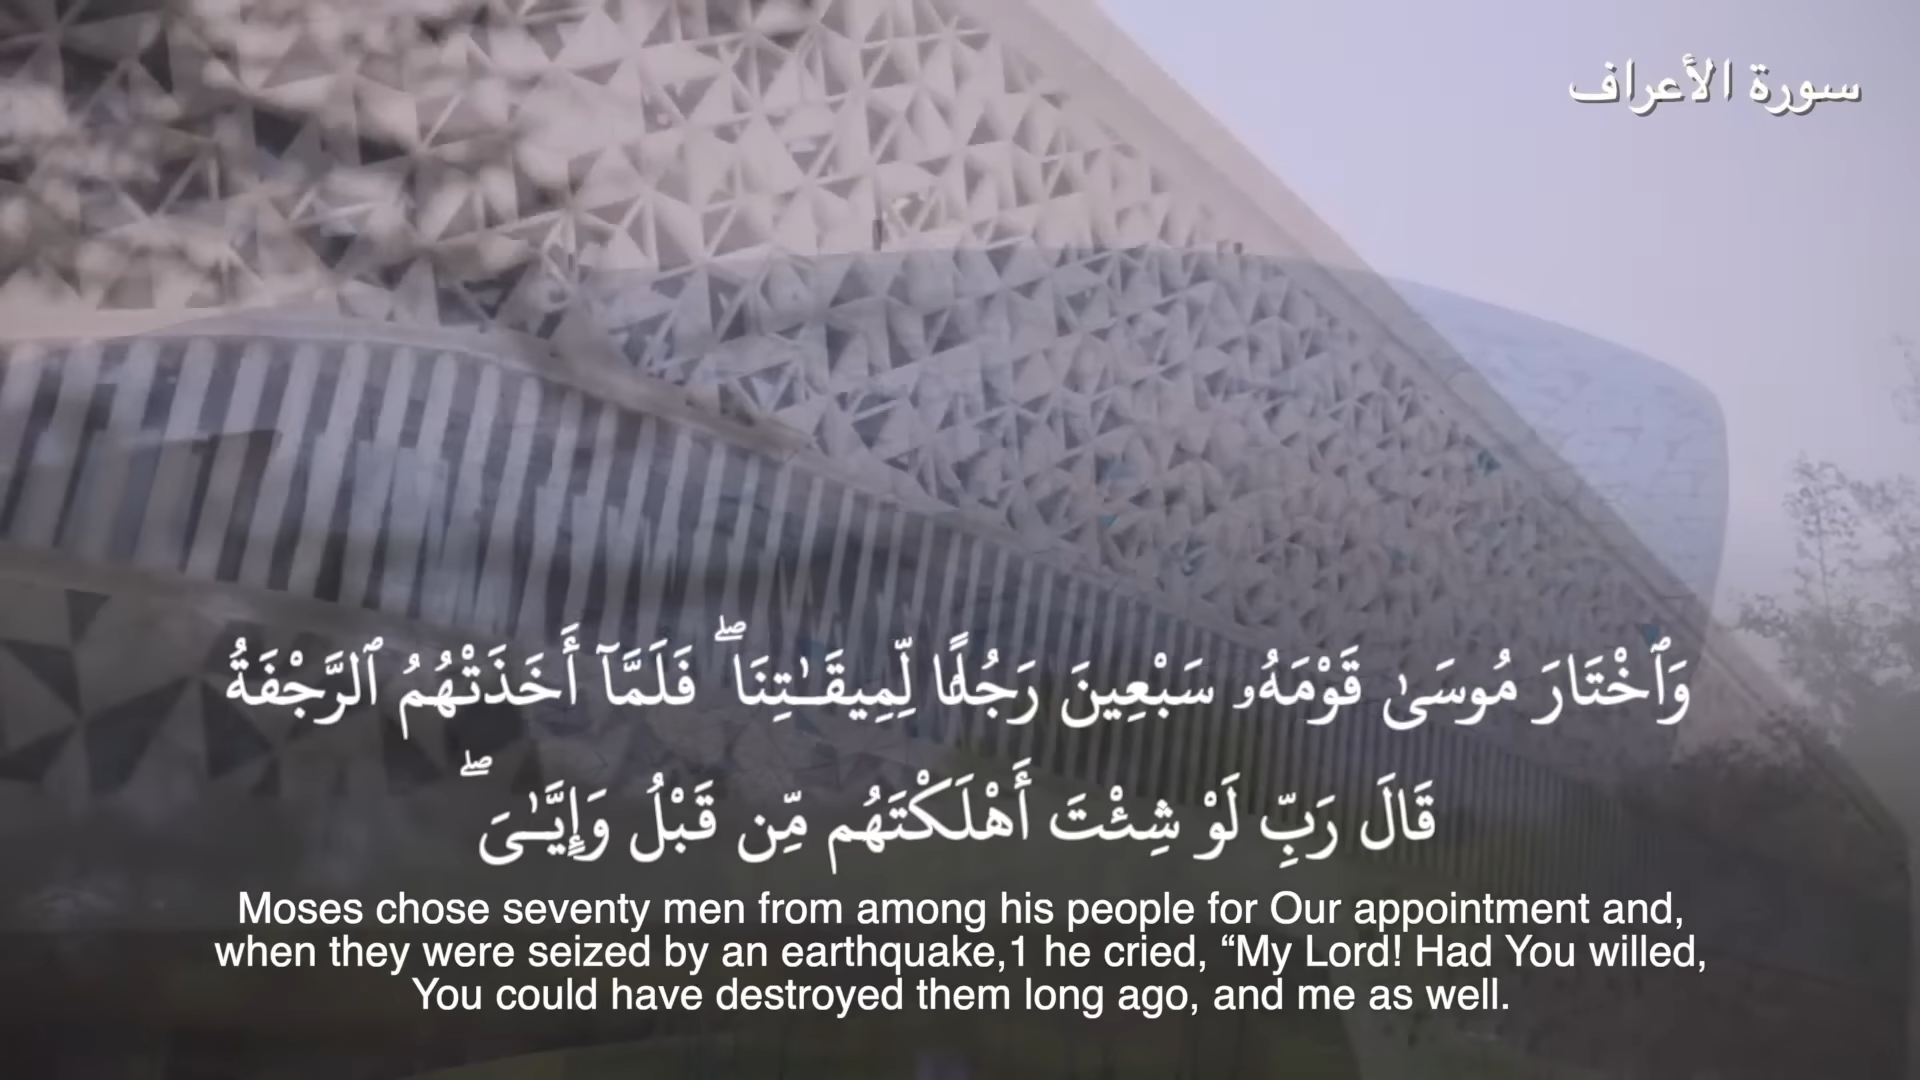 سورة الأعراف
وَٱخْتَارَ مُوسَىٰ قَوْمَهُۥ سَبْعِينَ رَجُلًۭا لِّمِيقَـٰتِنَا ۖ فَلَمَّآ أَخَذَتْهُمُ ٱلرَّجْفَةُ
قَالَ رَبِّ لَوْ شِئْتَ أَهْلَكْتَهُم مِّن قَبْلُ وَإِيَّـٰىَ ۖ
Moses chose seventy men from among his people for Our appointment and,
when they were seized by an earthquake,1 he cried, “My Lord! Had You willed,
You could have destroyed them long ago, and me as well.